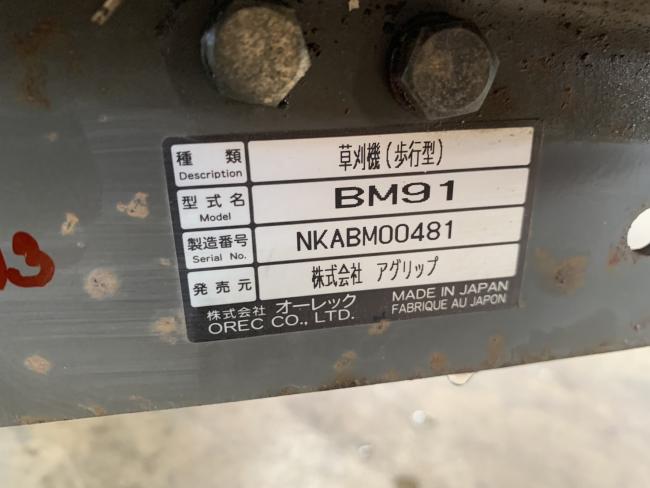 種類 草刈機(歩行型)
Description
型式名 BM91
Model
製造番号 NKABM00481
Serial No.
発売元 株式会社 アグリップ
株式会社 オーレック MADE IN JAPAN
OREC CO., LTD. FABRIQUE AU JAPON